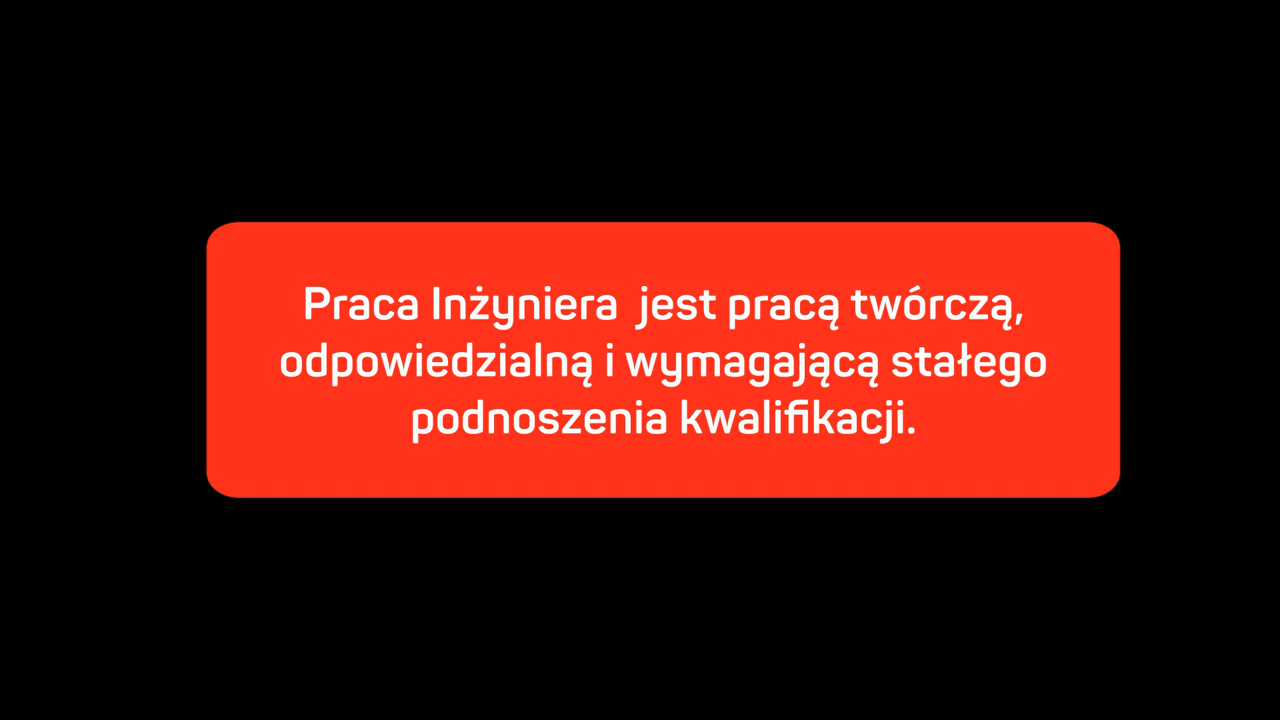 Praca Inżyniera  jest pracą twórczą,
odpowiedzialną i wymagającą stałego
podnoszenia kwalifikacji.